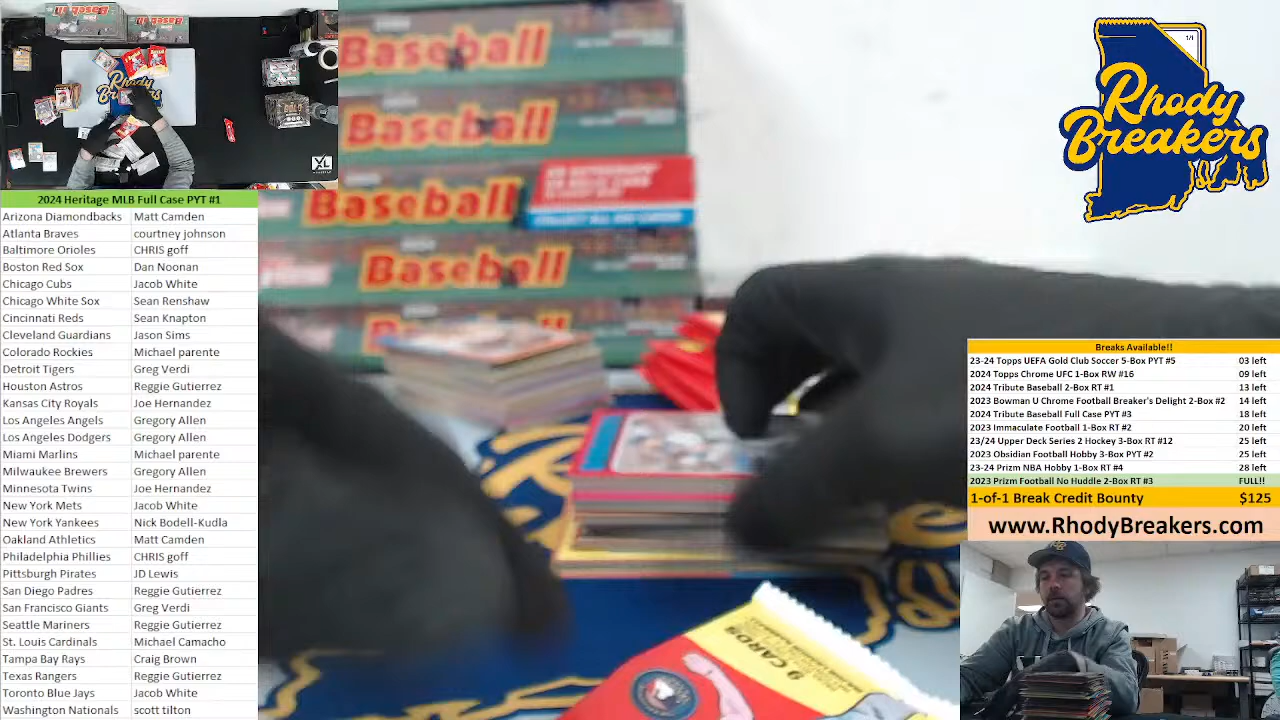 Baseball
Baseball
Baseball
Baseball
Rhody
Breakers
XL
1/1
Rhody
Breakers
2024 Heritage MLB Full Case PYT #1
Arizona Diamondbacks Matt Camden
Atlanta Braves courtney johnson
Baltimore Orioles CHRIS goff
Boston Red Sox Dan Noonan
Chicago Cubs Jacob White
Chicago White Sox Sean Renshaw
Cincinnati Reds Sean Knapton
Cleveland Guardians Jason Sims
Colorado Rockies Michael parente
Detroit Tigers Greg Verdi
Houston Astros Reggie Gutierrez
Kansas City Royals Joe Hernandez
Los Angeles Angels Gregory Allen
Los Angeles Dodgers Gregory Allen
Miami Marlins Michael parente
Milwaukee Brewers Gregory Allen
Minnesota Twins Joe Hernandez
New York Mets Jacob White
New York Yankees Nick Bodell-Kudla
Oakland Athletics Matt Camden
Philadelphia Phillies CHRIS goff
Pittsburgh Pirates JD Lewis
San Diego Padres Reggie Gutierrez
San Francisco Giants Greg Verdi
Seattle Mariners Reggie Gutierrez
St. Louis Cardinals Michael Camacho
Tampa Bay Rays Craig Brown
Texas Rangers Reggie Gutierrez
Toronto Blue Jays Jacob White
Washington Nationals scott tilton
9 CARDS
Breaks Available!!
23-24 Topps UEFA Gold Club Soccer 5-Box PYT #5 03 left
2024 Topps Chrome UFC 1-Box RW #16 09 left
2024 Tribute Baseball 2-Box RT #1 13 left
2023 Bowman U Chrome Football Breaker's Delight 2-Box #2 14 left
2024 Tribute Baseball Full Case PYT #3 18 left
2023 Immaculate Football 1-Box RT #2 20 left
23/24 Upper Deck Series 2 Hockey 3-Box RT #12 25 left
2023 Obsidian Football Hobby 3-Box PYT #2 25 left
23-24 Prizm NBA Hobby 1-Box RT #4 28 left
2023 Prizm Football No Huddle 2-Box RT #3 FULL!!
1-of-1 Break Credit Bounty $125
www.RhodyBreakers.com